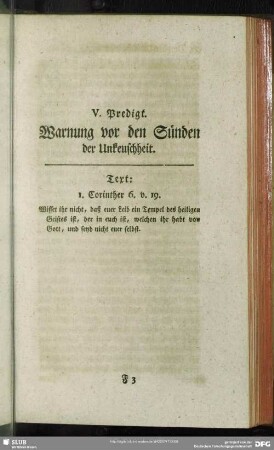 V. Predigt.
Warnung vor den Sünden
der Unkeuschheit.
Text:
1. Corinther 6. v. 19.
Wisset ihr nicht, daß euer Leib ein Tempel des heiligen
Geistes ist, der in euch ist, welchen ihr habt von
Gott, und seyd nicht euer selbst.
F 3
SLUB